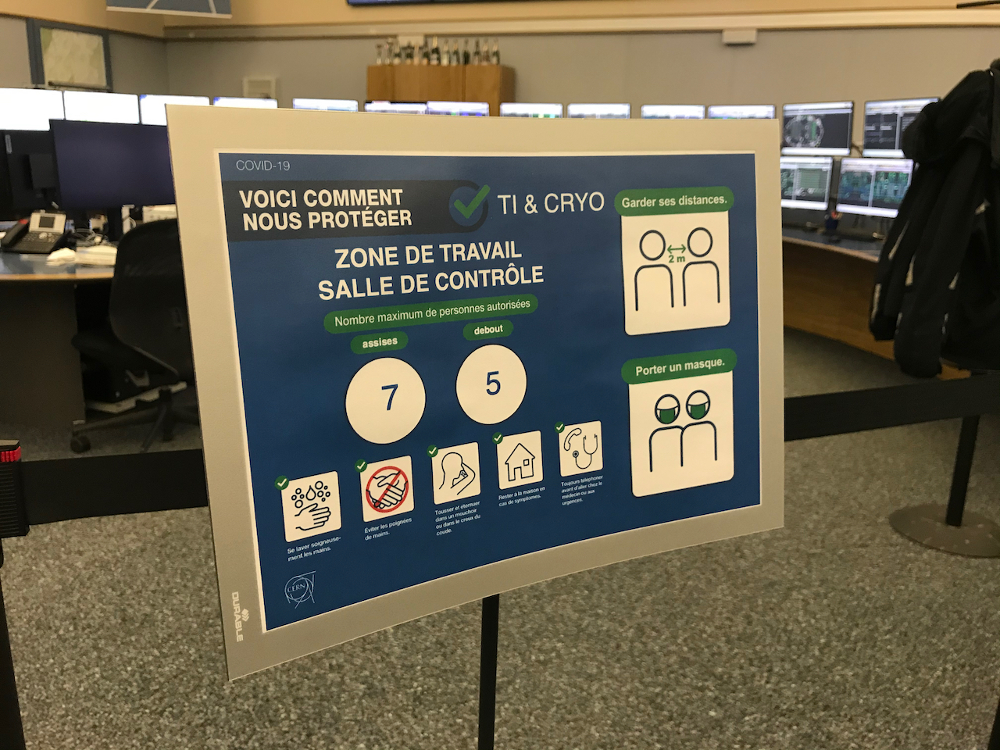 COVID-19
VOICI COMMENT
NOUS PROTÉGER
TI & CRYO
ZONE DE TRAVAIL
SALLE DE CONTRÔLE
Nombre maximum de personnes autorisées
assises
debout
7
5
Garder ses distances.
2 m
Porter un masque.
Se laver soigneuse-
ment les mains.
Éviter les poignées
de mains.
Tousser et éternuer
dans un mouchoir
ou dans le creux du
coude.
Rester à la maison en
cas de symptomes.
Toujours téléphoner
avant d'aller chez le
médecin ou aux
urgences.
CERN
DURABLE